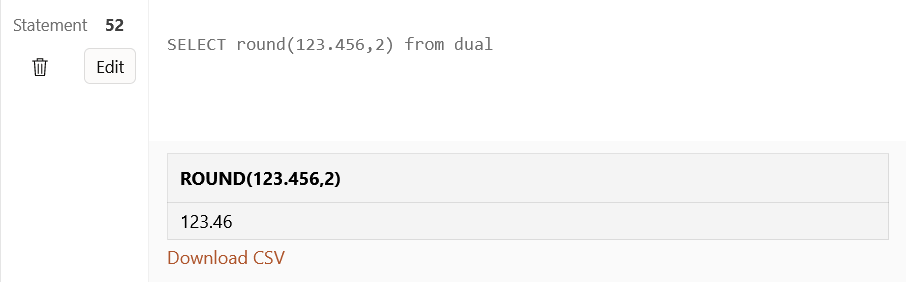 Statement 52
Edit
SELECT round(123.456,2) from dual
ROUND(123.456,2)
123.46
Download CSV